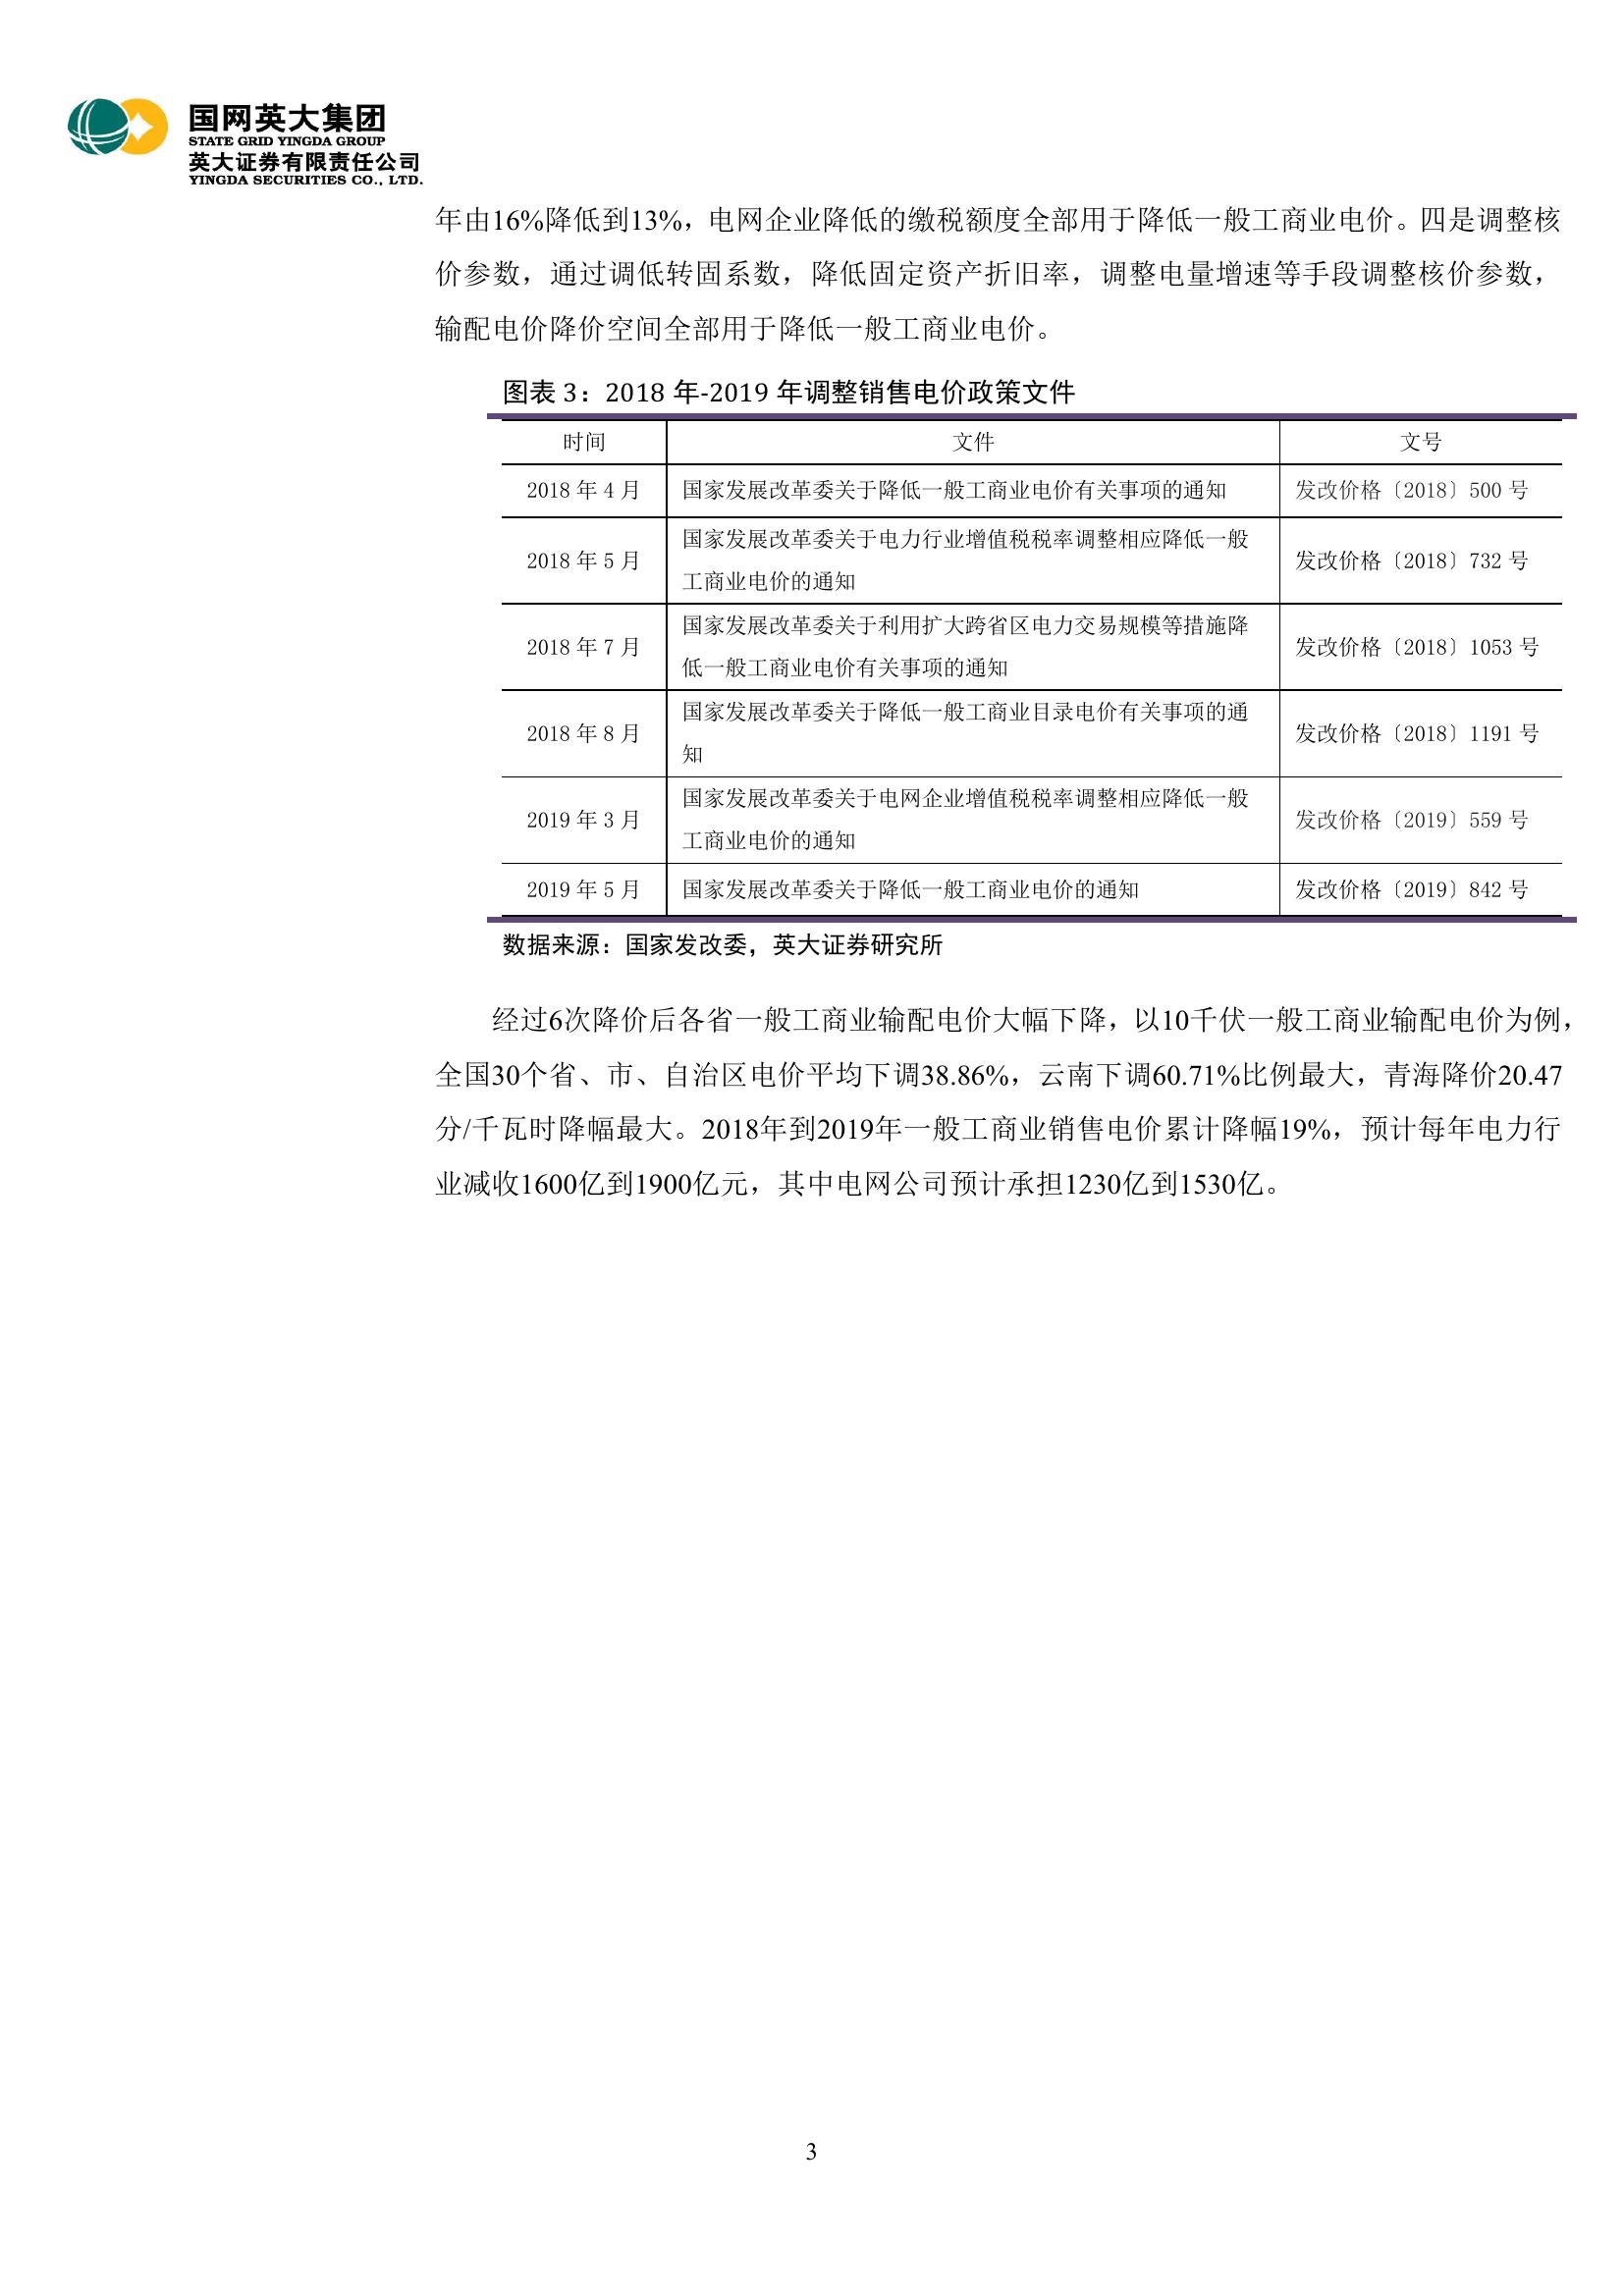 国网英大集团
STATE GRID YINGDA GROUP
英大证券有限责任公司
YINGDA SECURITIES CO., LTD.
年由16%降低到13%，电网企业降低的缴税额度全部用于降低一般工商业电价。四是调整核
价参数，通过调低转固系数，降低固定资产折旧率，调整电量增速等手段调整核价参数，
输配电价降价空间全部用于降低一般工商业电价。
图表 3：2018 年-2019 年调整销售电价政策文件
时间 文件 文号
2018 年 4 月 国家发展改革委关于降低一般工商业电价有关事项的通知 发改价格〔2018〕500 号
2018 年 5 月 国家发展改革委关于电力行业增值税税率调整相应降低一般
工商业电价的通知 发改价格〔2018〕732 号
2018 年 7 月 国家发展改革委关于利用扩大跨省区电力交易规模等措施降
低一般工商业电价有关事项的通知 发改价格〔2018〕1053 号
2018 年 8 月 国家发展改革委关于降低一般工商业目录电价有关事项的通
知 发改价格〔2018〕1191 号
2019 年 3 月 国家发展改革委关于电网企业增值税税率调整相应降低一般
工商业电价的通知 发改价格〔2019〕559 号
2019 年 5 月 国家发展改革委关于降低一般工商业电价的通知 发改价格〔2019〕842 号
数据来源：国家发改委，英大证券研究所
经过6次降价后各省一般工商业输配电价大幅下降，以10千伏一般工商业输配电价为例，
全国30个省、市、自治区电价平均下调38.86%，云南下调60.71%比例最大，青海降价20.47
分/千瓦时降幅最大。2018年到2019年一般工商业销售电价累计降幅19%，预计每年电力行
业减收1600亿到1900亿元，其中电网公司预计承担1230亿到1530亿。
3